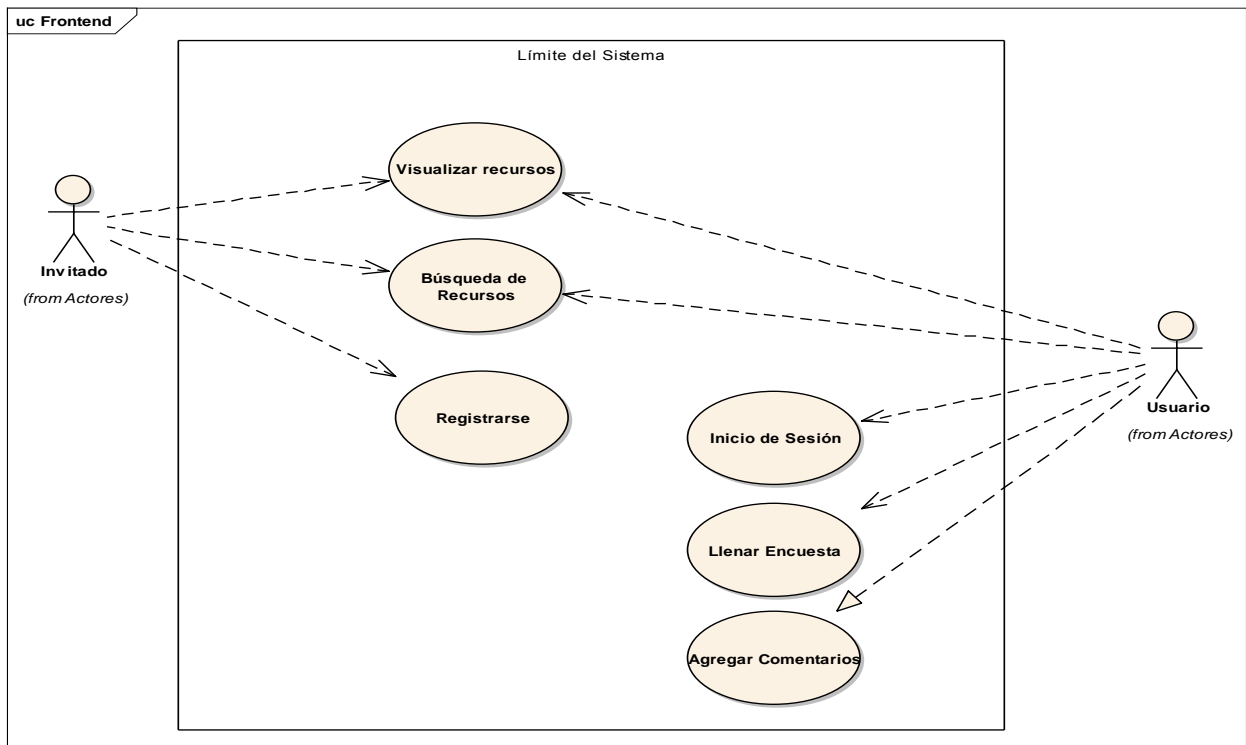 uc Frontend
Límite del Sistema
Visualizar recursos
Invitado
(from Actores)
Búsqueda de
Recursos
Registrarse
Usuario
(from Actores)
Inicio de Sesión
Llenar Encuesta
Agregar Comentarios